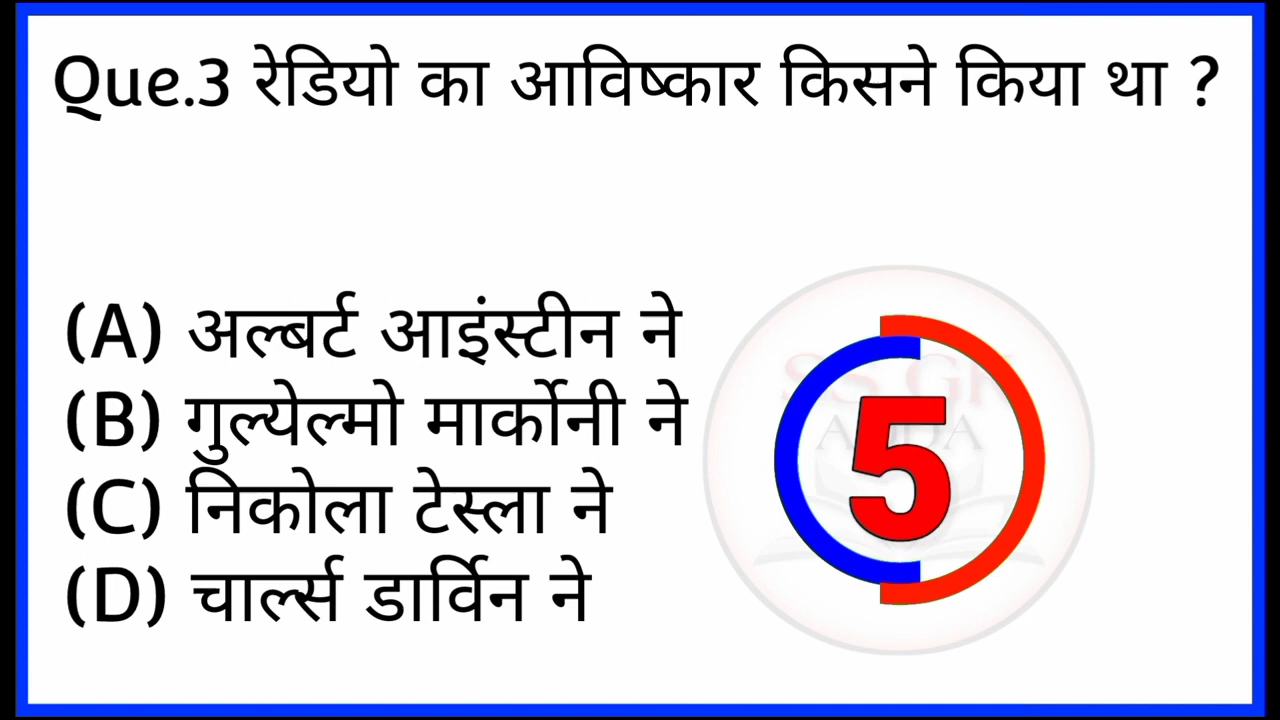 Que.3 रेडियो का आविष्कार किसने किया था ?
(A) अल्बर्ट आइंस्टीन ने
(B) गुल्येल्मो मार्कोनी ने
(C) निकोला टेस्ला ने
(D) चार्ल्स डार्विन ने
5